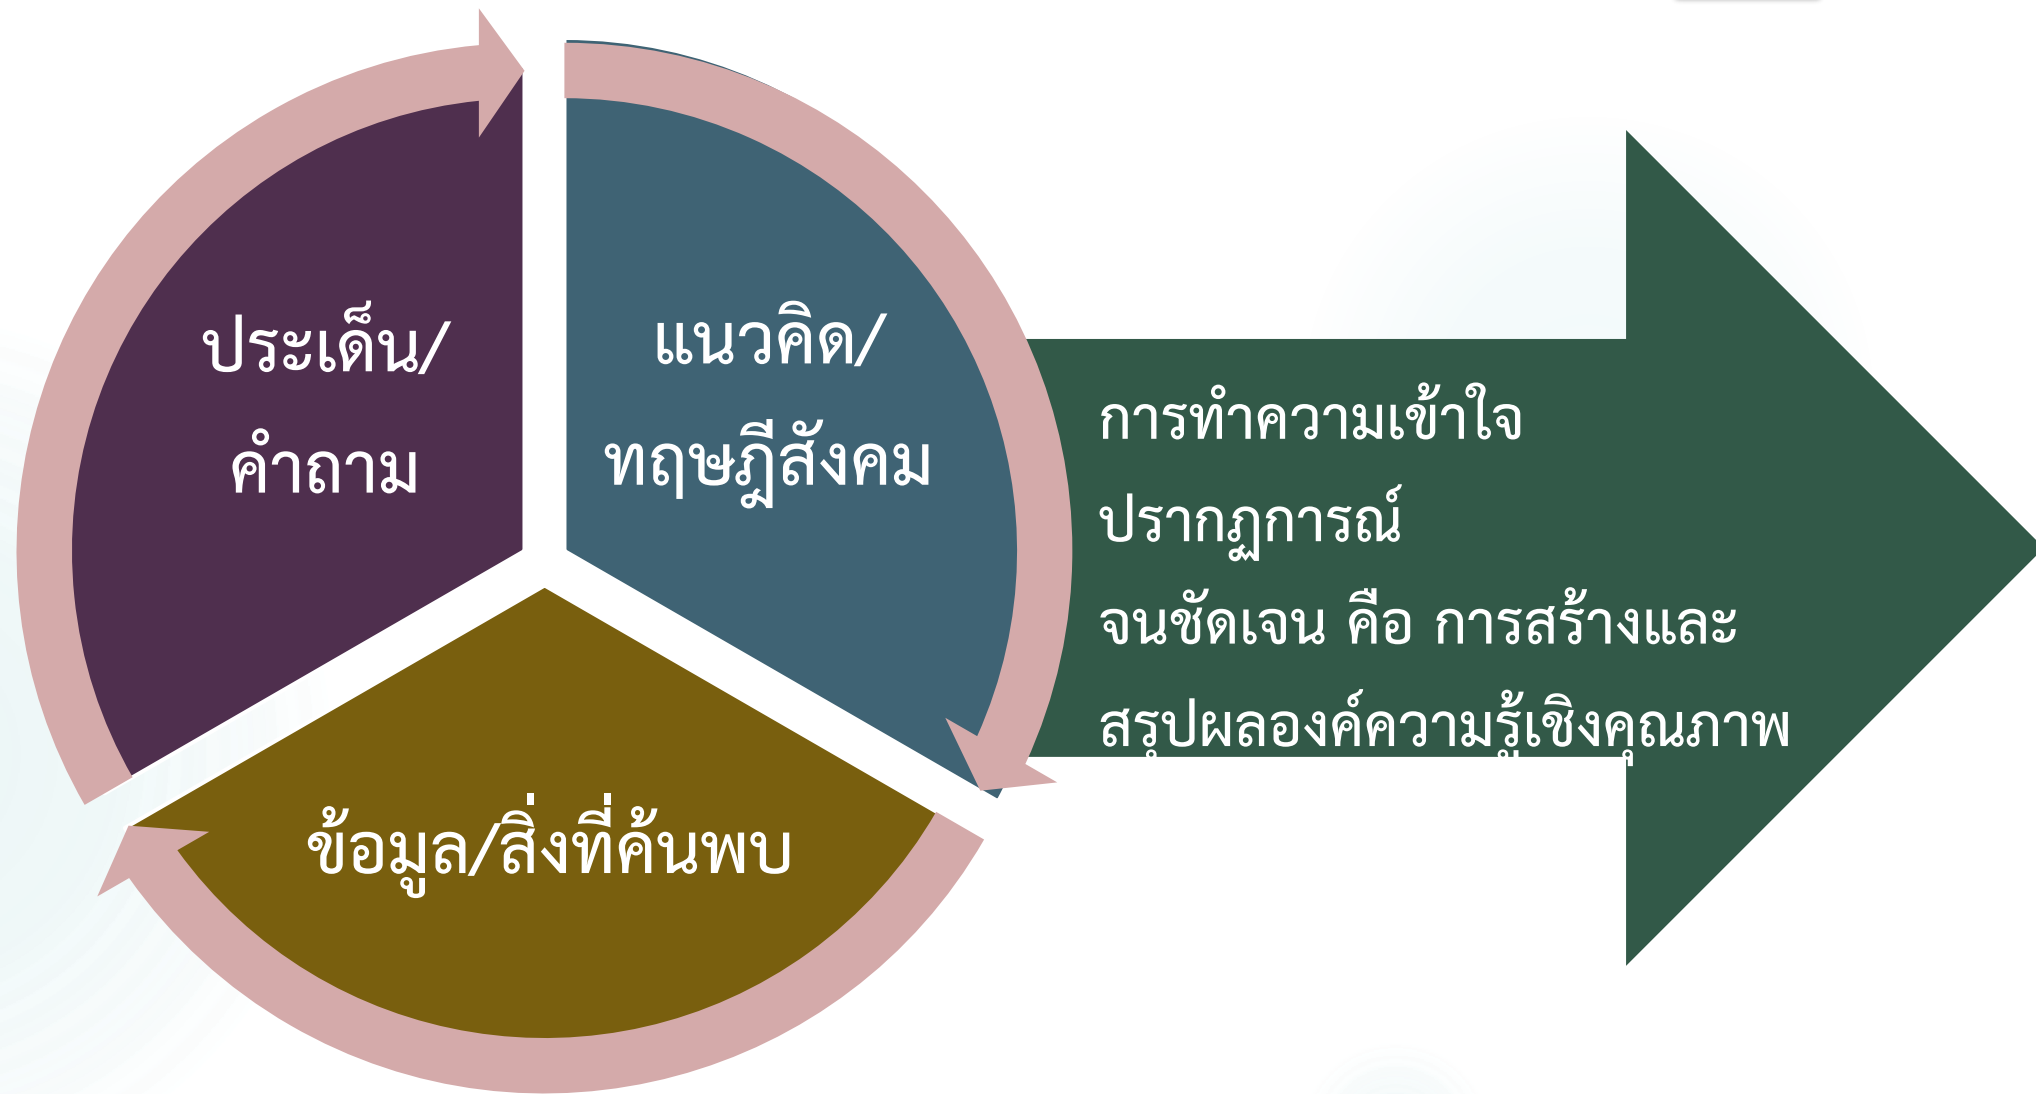 ประเด็น/
คำถาม
แนวคิด/
ทฤษฎีสังคม
ข้อมูล/สิ่งที่ค้นพบ
การทำความเข้าใจ
ปรากฏการณ์
จนชัดเจน คือ การสร้างและ
สรุปผลองค์ความรู้เชิงคุณภาพ